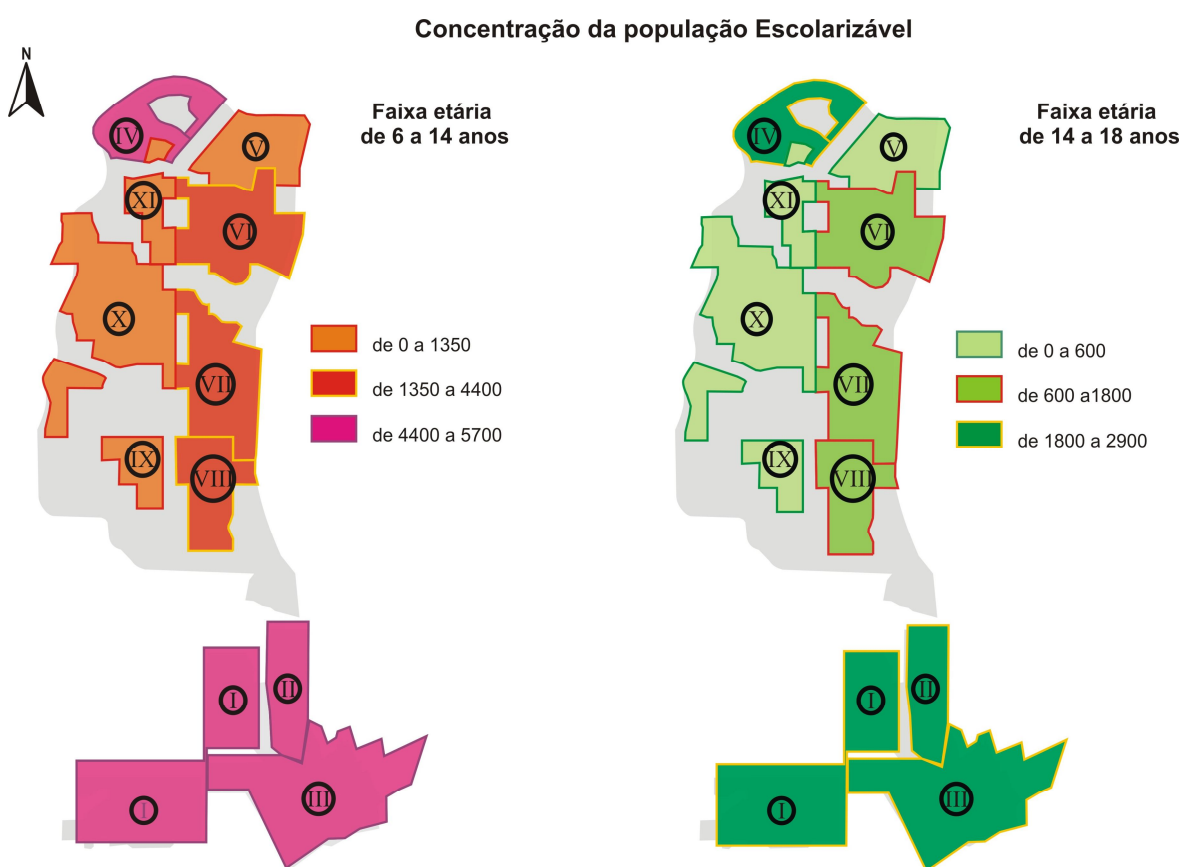 Concentração da população Escolarizável
N
Faixa etária
de 6 a 14 anos
IV
V
XI
VI
X
VII
IX
VIII
I
II
I
III
de 0 a 1350
de 1350 a 4400
de 4400 a 5700
Faixa etária
de 14 a 18 anos
IV
V
XI
VI
X
VII
IX
VIII
I
II
I
III
de 0 a 600
de 600 a1800
de 1800 a 2900